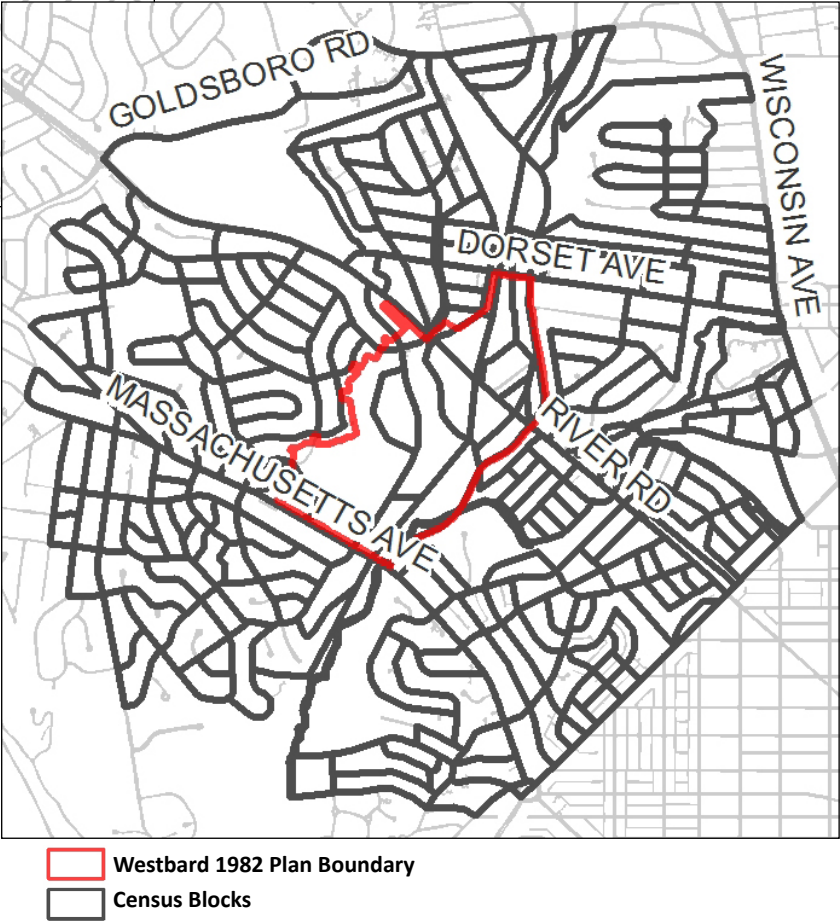 GOLDSBORO RD
WISCONSIN AVE
DORSET AVE
MASSACHUSETTS AVE
RIVER RD
Westbard 1982 Plan Boundary
Census Blocks